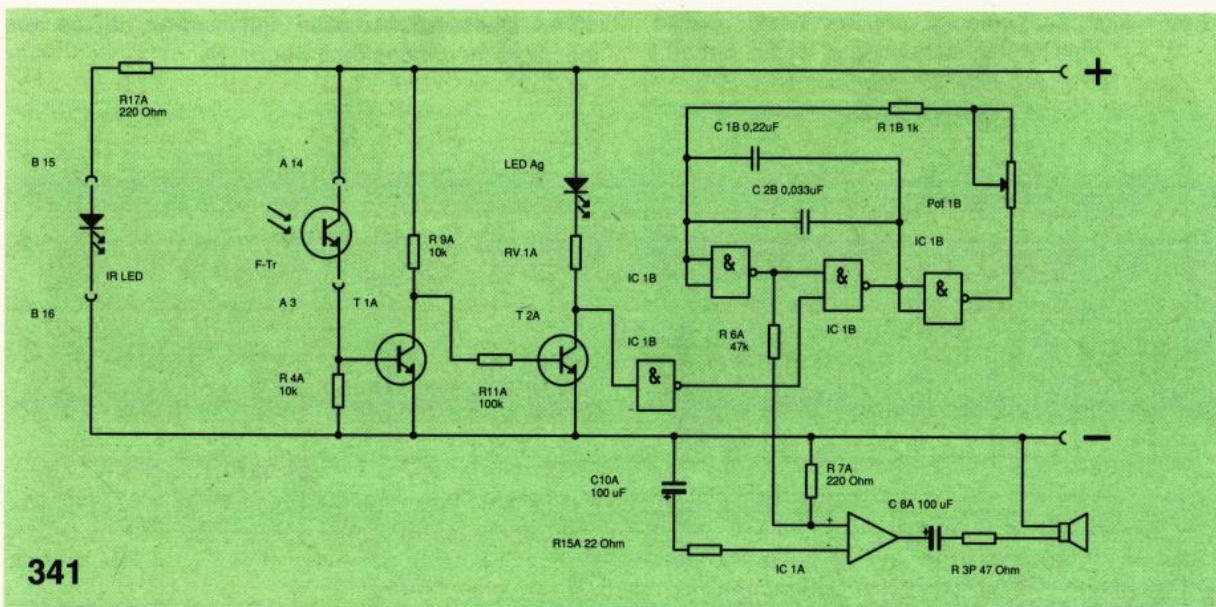 R17A
220 Ohm
+
B 15
A 14
LED Ag
C 1B 0,22uF
R 1B 1k
C 2B 0,033uF
Pot 1B
IR LED
F-Tr
R 9A
10k
RV 1A
IC 1B
&
&
IC 1B
&
B 16
A 3
T 1A
T 2A
IC 1B
R 6A
47k
IC 1B
R 4A
10k
R11A
100k
&
−
C10A
100 uF
+
R 7A
220 Ohm
C 8A 100 uF
+
+
−
R15A 22 Ohm
IC 1A
R 3P 47 Ohm
341